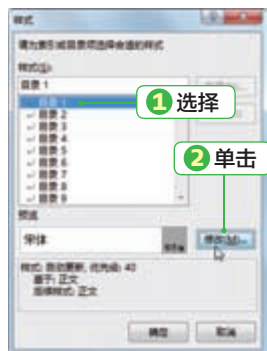 样式
请为索引或目录项选择合适的样式
样式(S):
目录 1
目录 1
1 选择
目录 2
目录 3
目录 4
目录 5
目录 6
目录 7
目录 8
目录 9
2 单击
预览
宋体
修改(M)...
样式: 自动更新, 优先级: 40
基于: 正文
后续样式: 正文
确定
取消